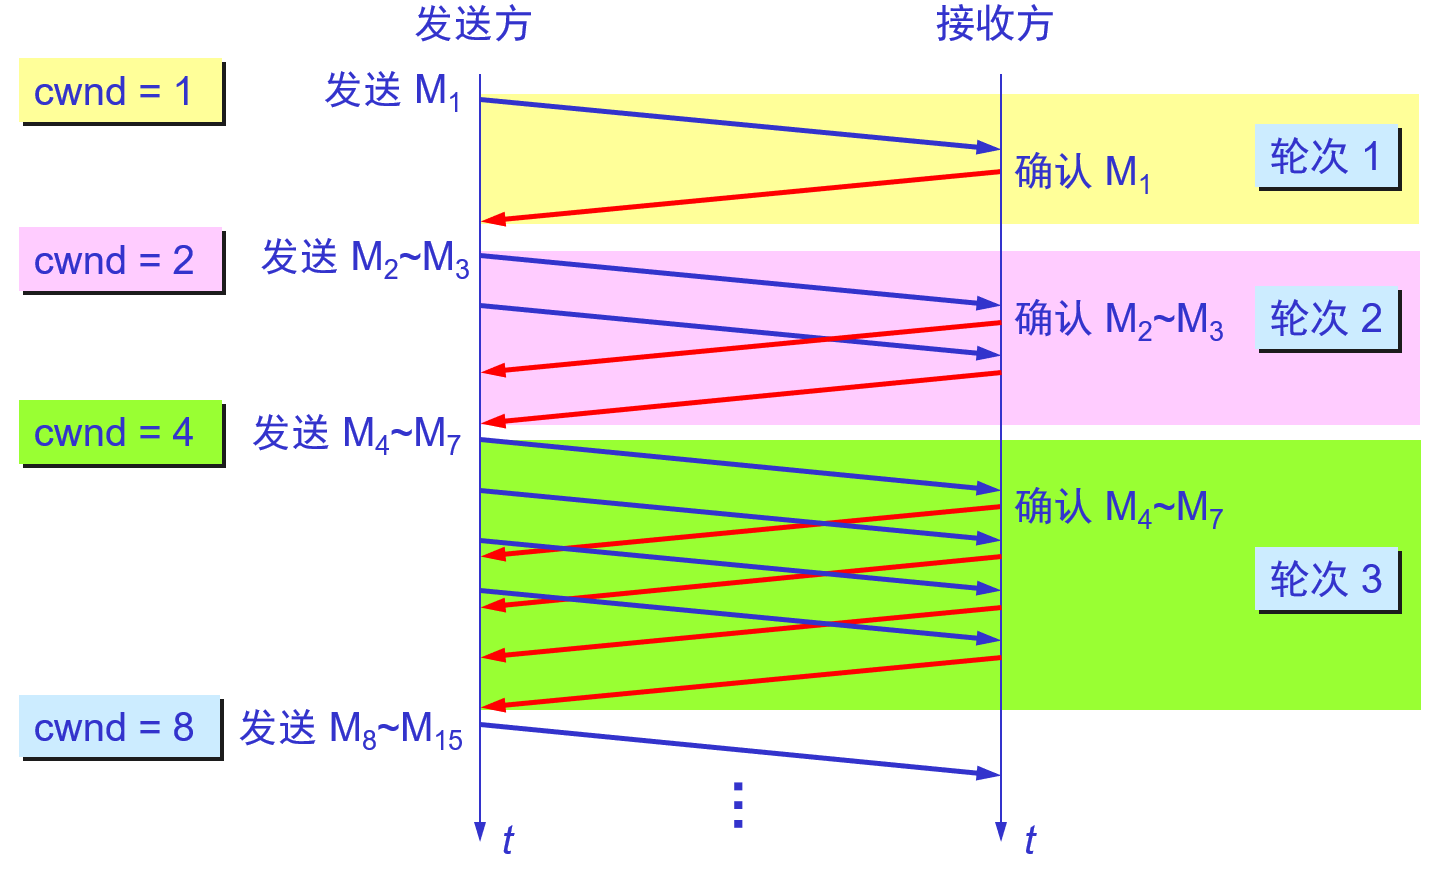 发送方 接收方
cwnd = 1 发送 M1
确认 M1 轮次 1
cwnd = 2 发送 M2~M3
确认 M2~M3 轮次 2
cwnd = 4 发送 M4~M7
确认 M4~M7
轮次 3
cwnd = 8 发送 M8~M15
⋮
t t